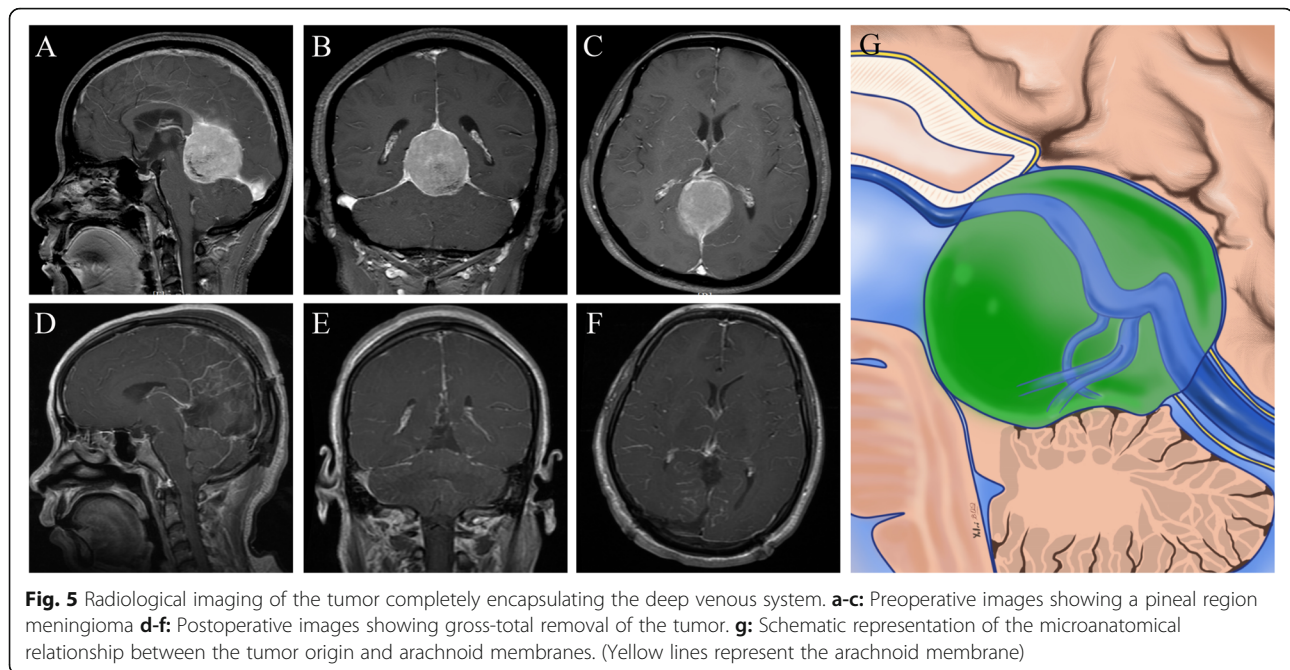 A
B
C
G
D
E
F
Fig. 5 Radiological imaging of the tumor completely encapsulating the deep venous system. a-c: Preoperative images showing a pineal region
meningioma d-f: Postoperative images showing gross-total removal of the tumor. g: Schematic representation of the microanatomical
relationship between the tumor origin and arachnoid membranes. (Yellow lines represent the arachnoid membrane)